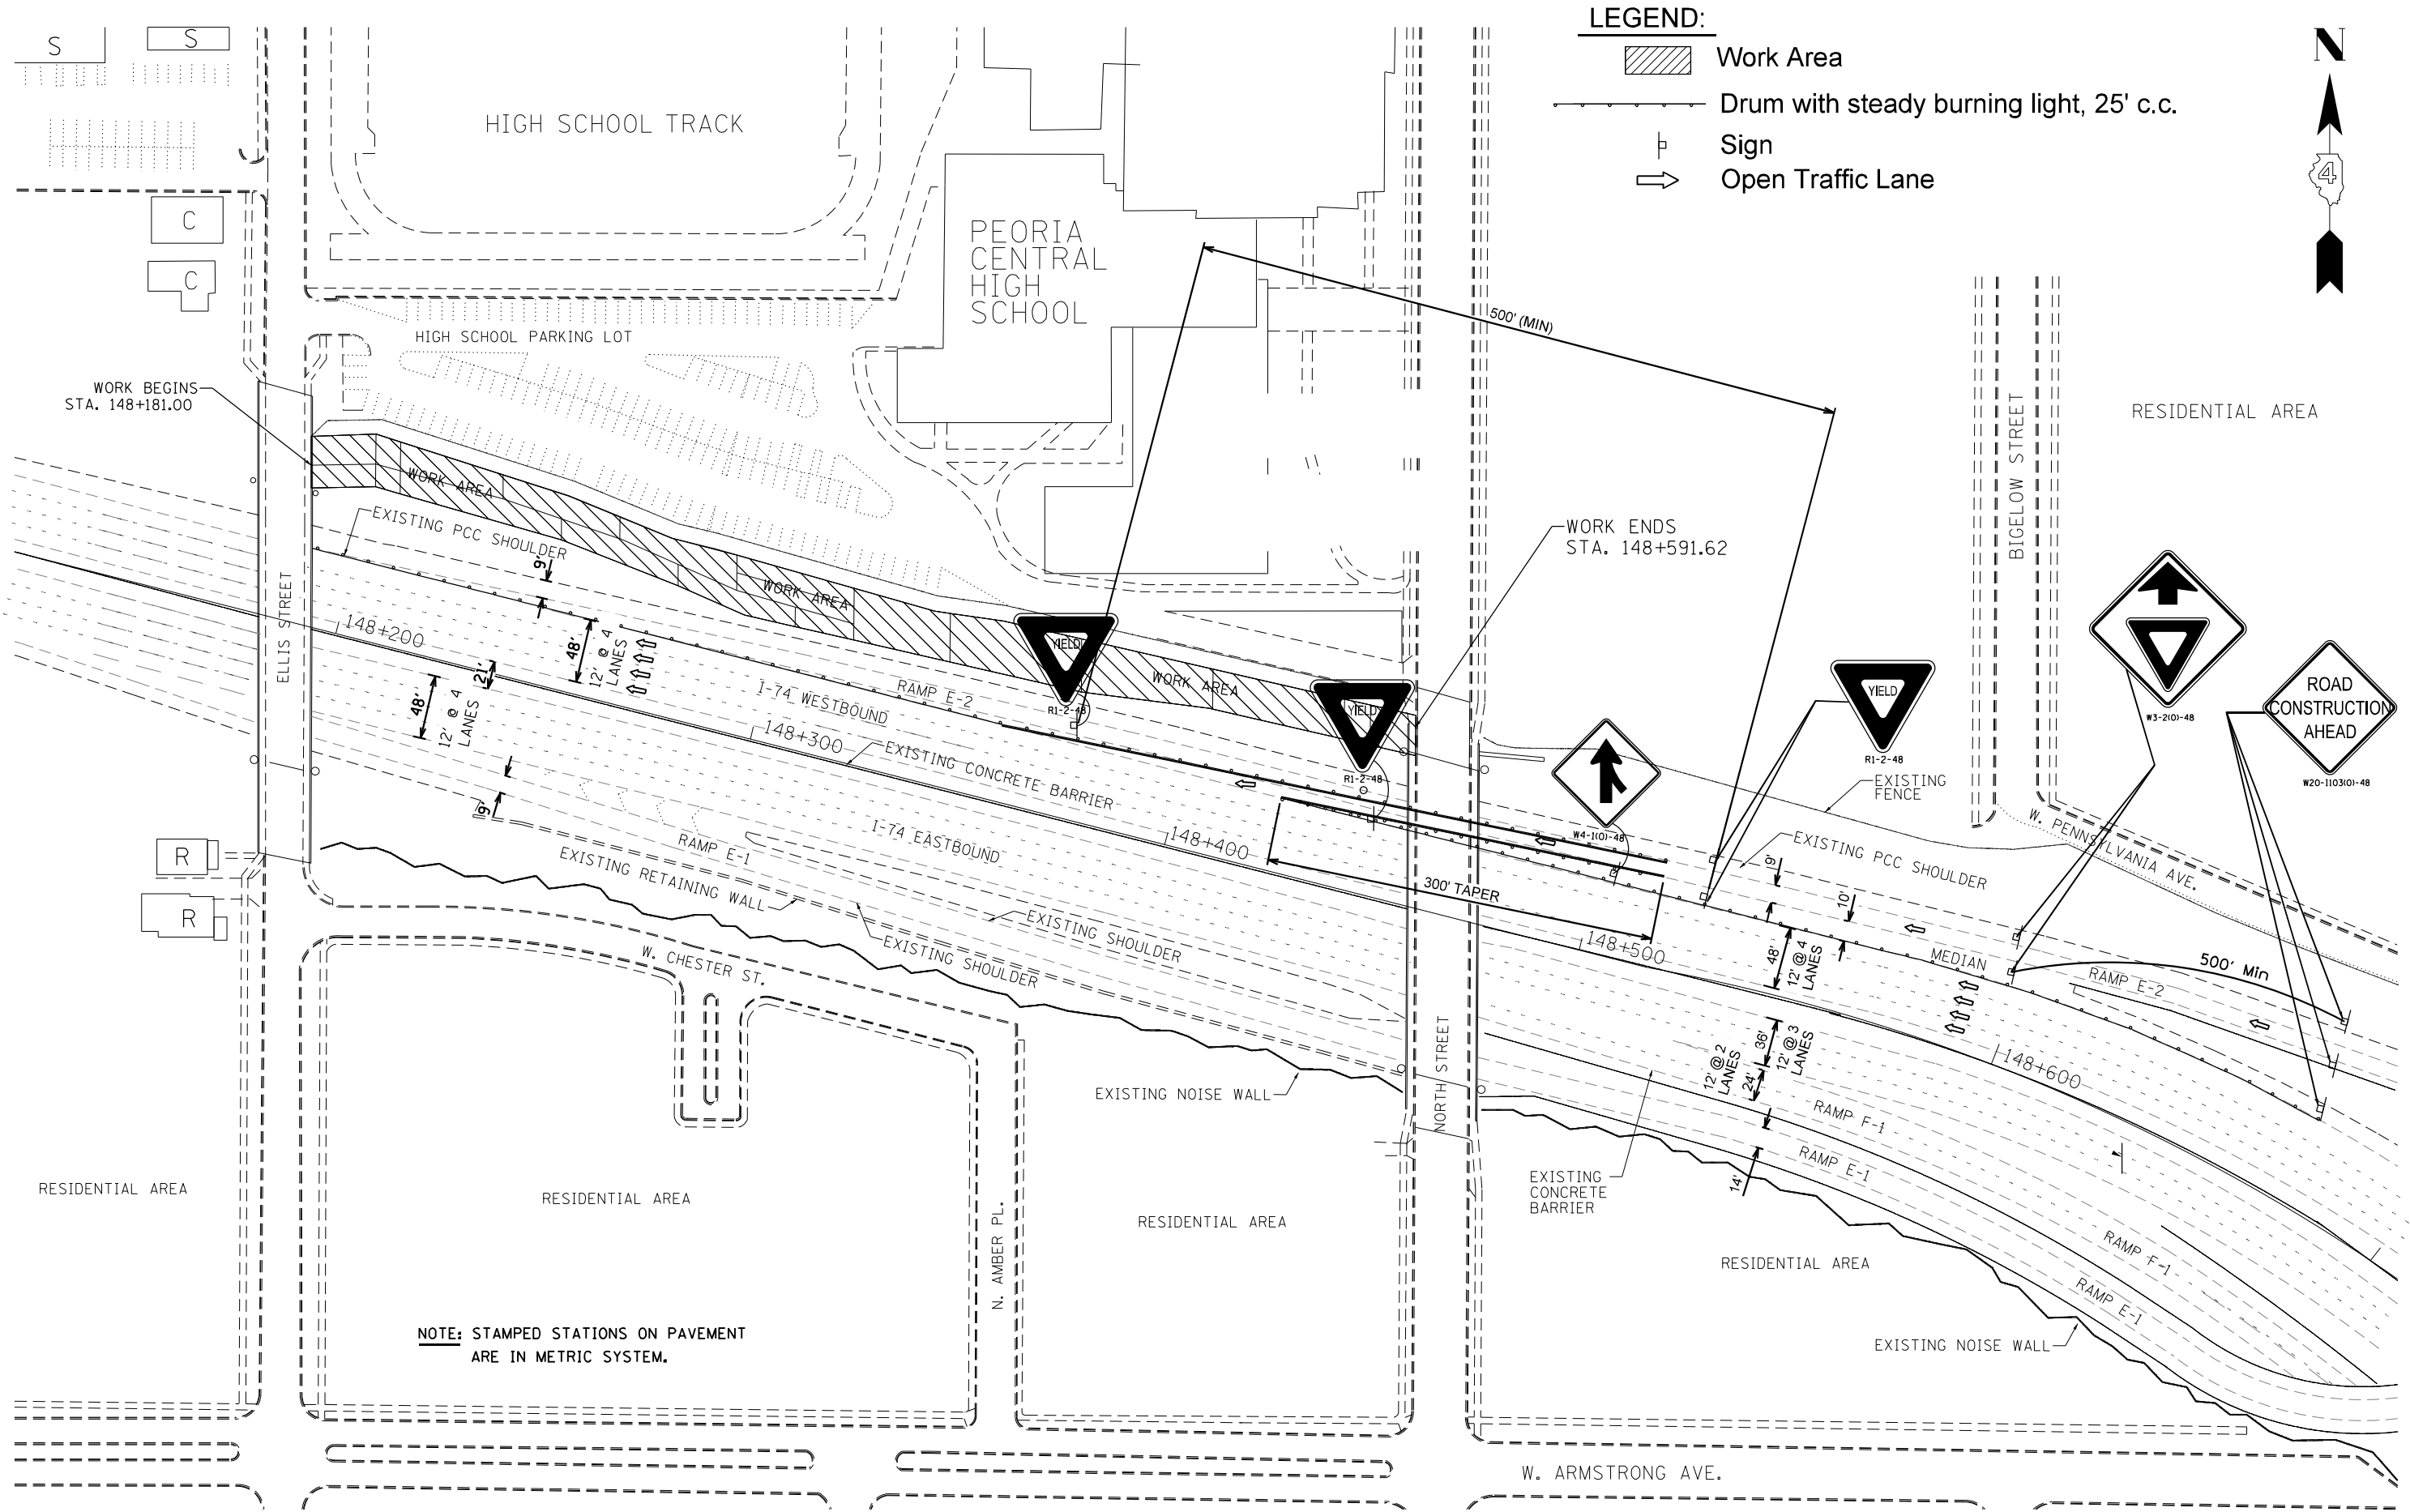 LEGEND:
Work Area
Drum with steady burning light, 25' c.c.
Sign
Open Traffic Lane
N
4
S
S
C
C
HIGH SCHOOL TRACK
PEORIA
CENTRAL
HIGH
SCHOOL
HIGH SCHOOL PARKING LOT
500' (MIN)
WORK BEGINS
STA. 148+181.00
RESIDENTIAL AREA
BIGELOW STREET
WORK AREA
EXISTING PCC SHOULDER
WORK ENDS
STA. 148+591.62
ELLIS STREET
9'
WORK AREA
148+200
48'
12' @ 4
LANES
21'
48'
12' @ 4
LANES
9'
I-74 WESTBOUND
RAMP E-2
YIELD
R1-2-48
WORK AREA
YIELD
R1-2-48
W4-1(O)-48
YIELD
R1-2-48
W3-2(O)-48
ROAD
CONSTRUCTION
AHEAD
W20-1103(O)-48
EXISTING
FENCE
W. PENNSYLVANIA AVE.
148+300
EXISTING CONCRETE BARRIER
I-74 EASTBOUND
148+400
300' TAPER
EXISTING PCC SHOULDER
9'
10'
48'
12' @ 4
LANES
148+500
MEDIAN
RAMP E-2
500' Min
RAMP E-1
EXISTING RETAINING WALL
EXISTING SHOULDER
EXISTING SHOULDER
W. CHESTER ST.
R
R
36'
12' @ 3
LANES
12' @ 2
LANES
24'
14'
148+600
NORTH STREET
EXISTING NOISE WALL
RAMP F-1
RAMP E-1
EXISTING
CONCRETE
BARRIER
RESIDENTIAL AREA
RESIDENTIAL AREA
N. AMBER PL.
RESIDENTIAL AREA
RESIDENTIAL AREA
RAMP F-1
RAMP E-1
EXISTING NOISE WALL
NOTE: STAMPED STATIONS ON PAVEMENT
ARE IN METRIC SYSTEM.
W. ARMSTRONG AVE.